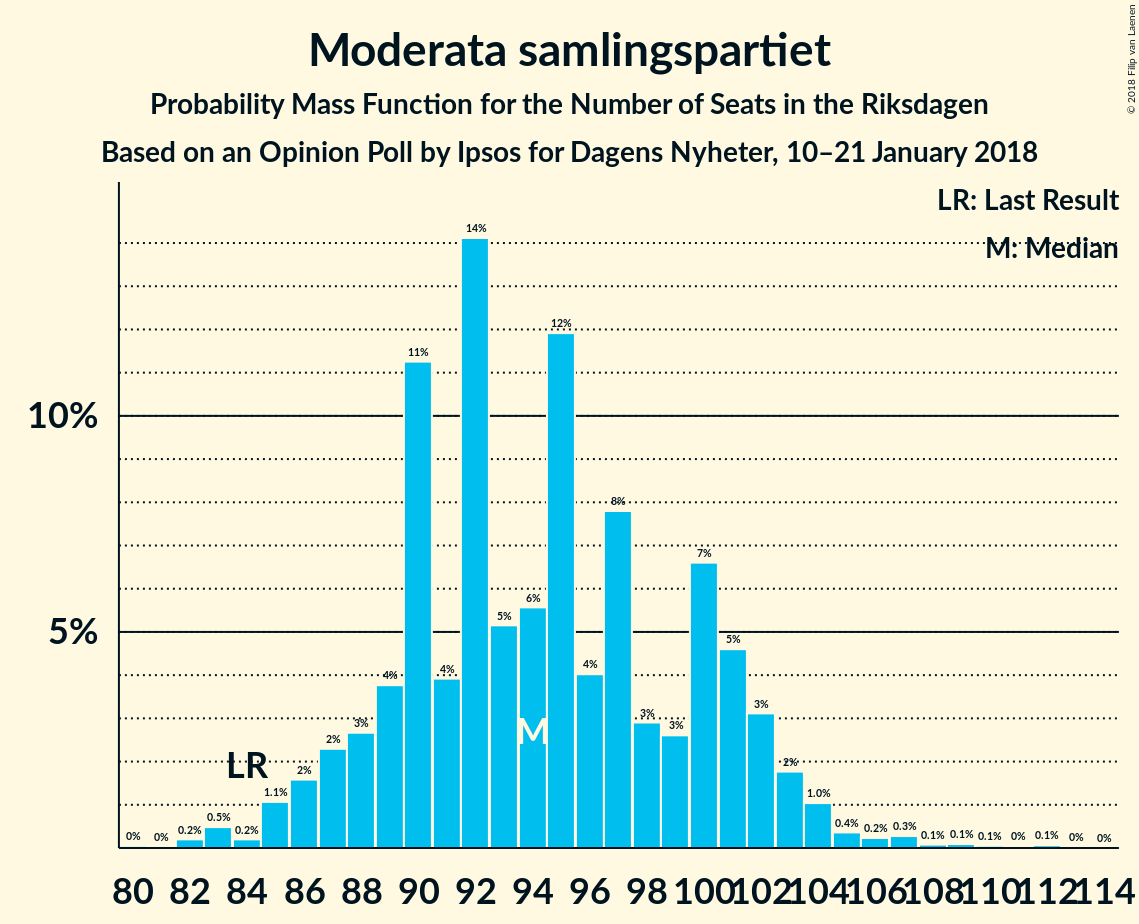 Moderata samlingspartiet
Probability Mass Function for the Number of Seats in the Riksdagen
Based on an Opinion Poll by Ipsos for Dagens Nyheter, 10–21 January 2018
© 2018 Filip van Laenen
LR: Last Result
M: Median
10%
5%
0% 0% 0.2% 0.5% 0.2% 1.1% 2% 2% 3% 4% 11% 4% 14% 5% 6% 12% 4% 8% 3% 3% 7% 5% 3% 2% 1.0% 0.4% 0.2% 0.3% 0.1% 0.1% 0.1% 0% 0.1% 0% 0%
LR
M
80 82 84 86 88 90 92 94 96 98 100 102 104 106 108 110 112 114